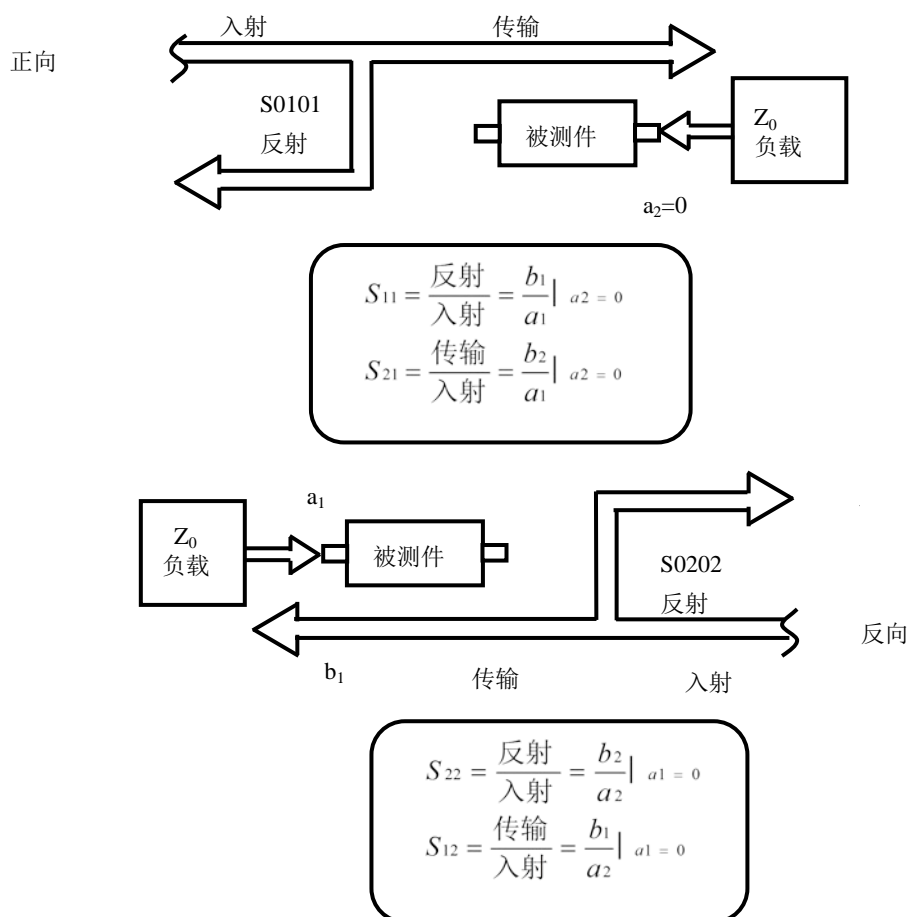 入射
传输
正向
S0101
反射
被测件
Z₀
负载
a₂=0
S₁₁ = 反射/入射 = b₁/a₁| a2 = 0
S₂₁ = 传输/入射 = b₂/a₁| a2 = 0
a₁
Z₀
负载
被测件
S0202
反射
反向
b₁
传输
入射
S₂₂ = 反射/入射 = b₂/a₂| a1 = 0
S₁₂ = 传输/入射 = b₁/a₂| a1 = 0